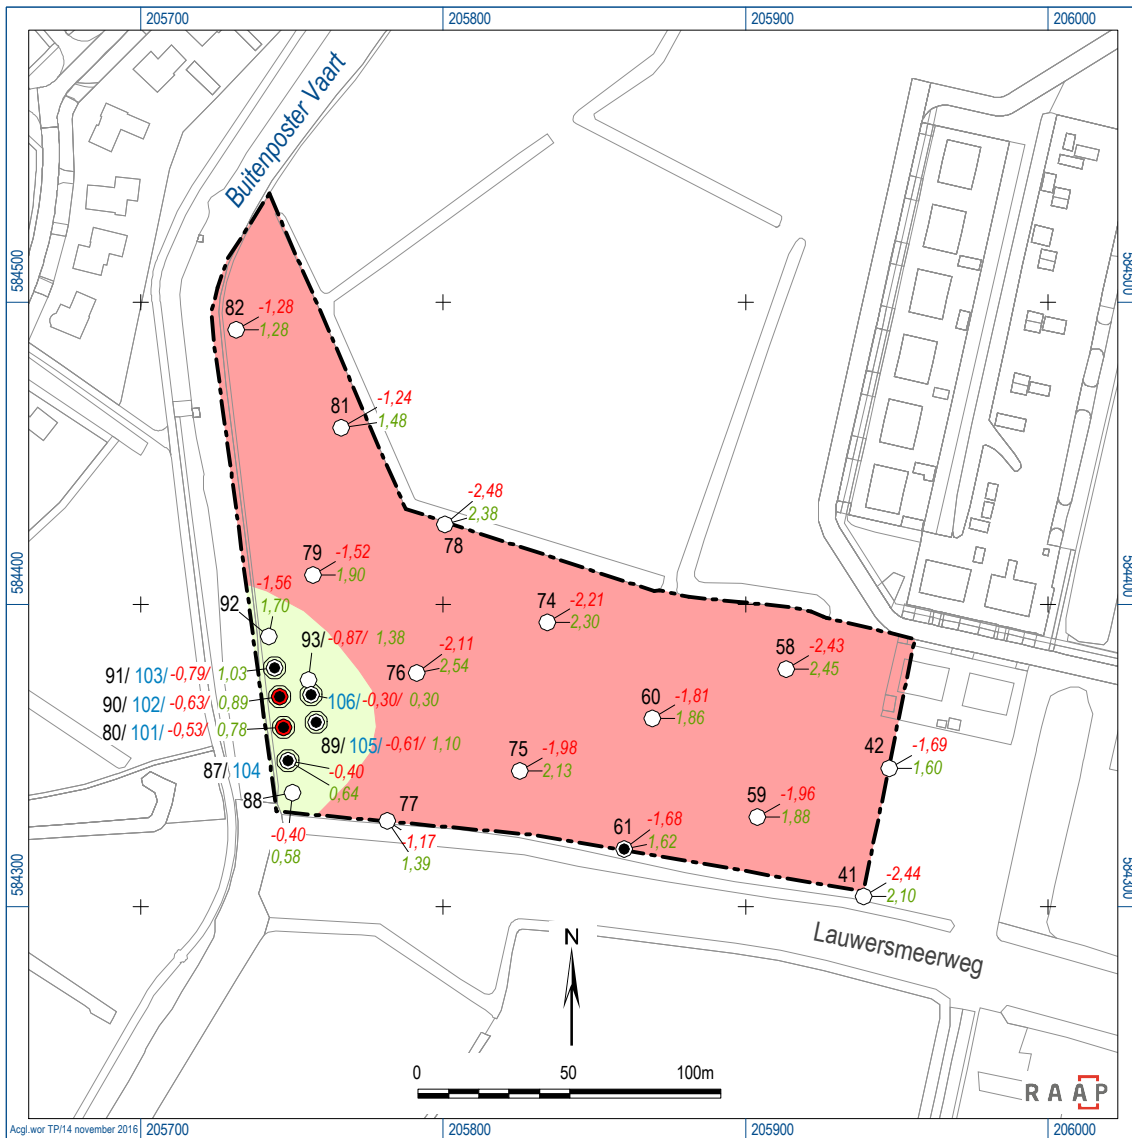 205700 205800 205900 206000
Buitenposter Vaart
584500 584500
82 -1,28
1,28
81 -1,24
1,48
-2,48
2,38
78
79 -1,52
1,90
584400 584400
-1,56
92 1,70
74 -2,21
2,30
93/ -0,87/ 1,38
76 -2,11
2,54
58 -2,43
2,45
91/ 103/ -0,79/ 1,03
90/ 102/ -0,63/ 0,89
106/ -0,30/ 0,30
80/ 101/ -0,53/ 0,78
60 -1,81
1,86
89/ 105/ -0,61/ 1,10
42 -1,69
1,60
87/ 104 -0,40
0,64
75 -1,98
2,13
88
-0,40
0,58
77
-1,17
1,39
59 -1,96
1,88
61 -1,68
1,62
41 -2,44
2,10
584300 584300
Lauwersmeerweg
N
0 50 100m
RAAP
Acgl.wor TP/14 november 2016
205700 205800 205900 206000